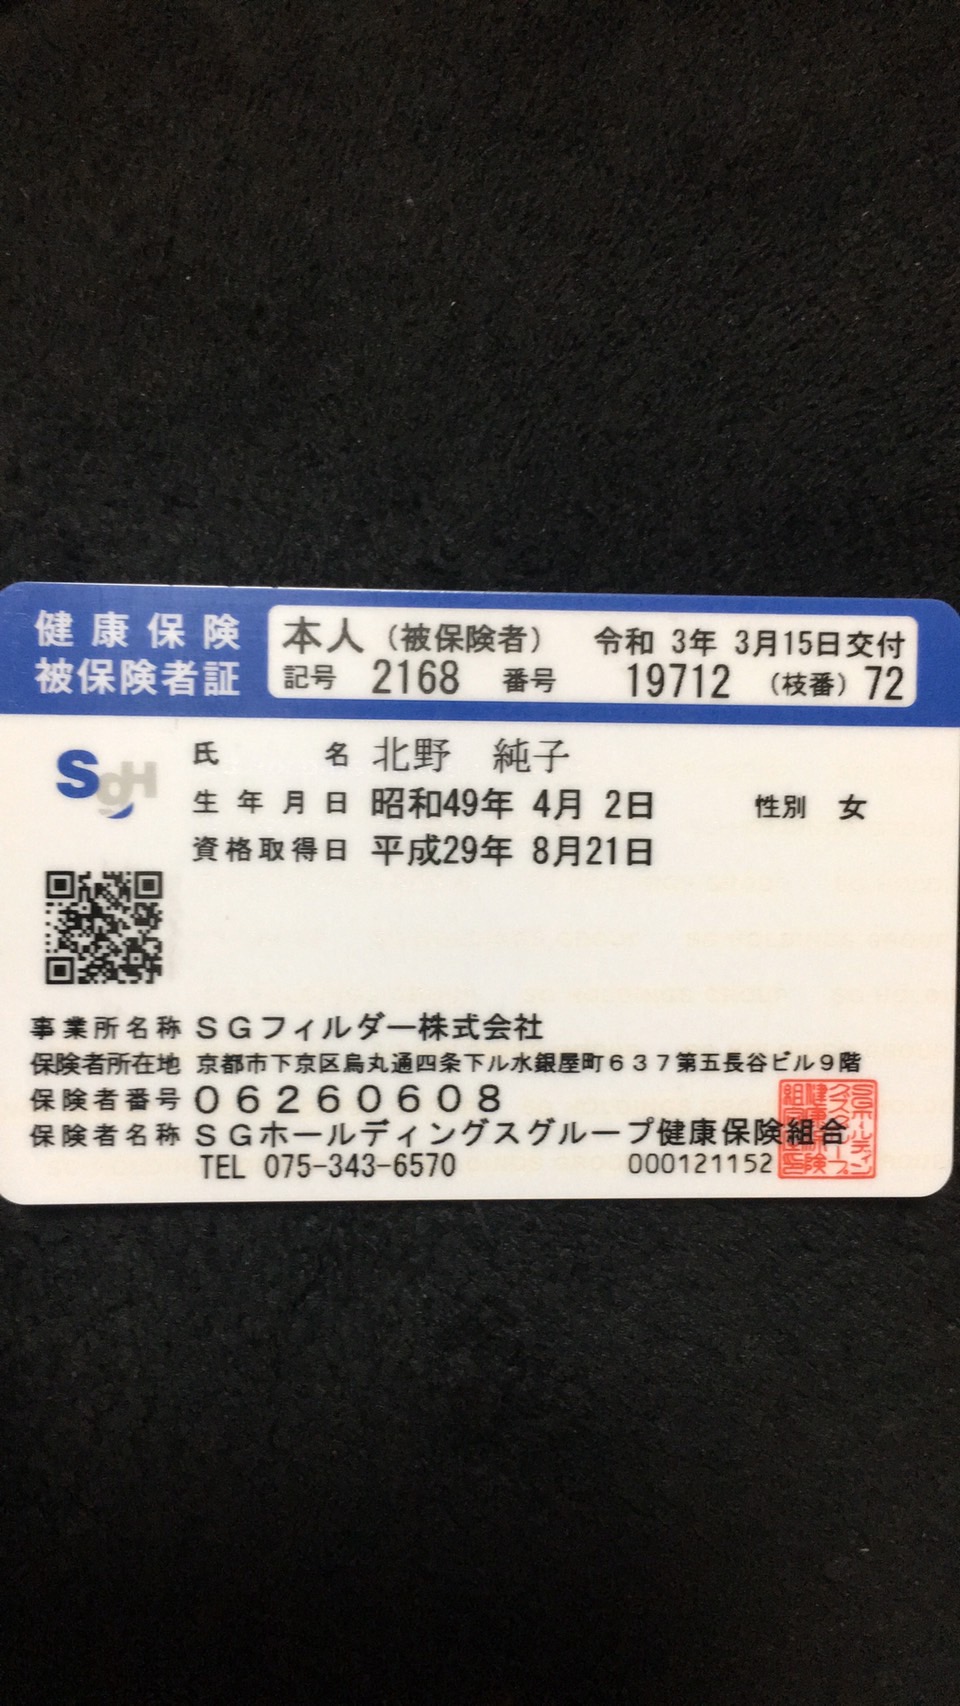 健康保険
被保険者証
本人（被保険者） 令和 3年 3月15日交付
記号 2168 番号 19712 （枝番）72
SgH
氏名 北野 純子
生年月日 昭和49年 4月 2日 性別 女
資格取得日 平成29年 8月21日
事業所名称 ＳＧフィルダー株式会社
保険者所在地 京都市下京区烏丸通四条下ル水銀屋町６３７第五長谷ビル９階
保険者番号 ０６２６０６０８
保険者名称 ＳＧホールディングスグループ健康保険組合
TEL 075-343-6570 000121152